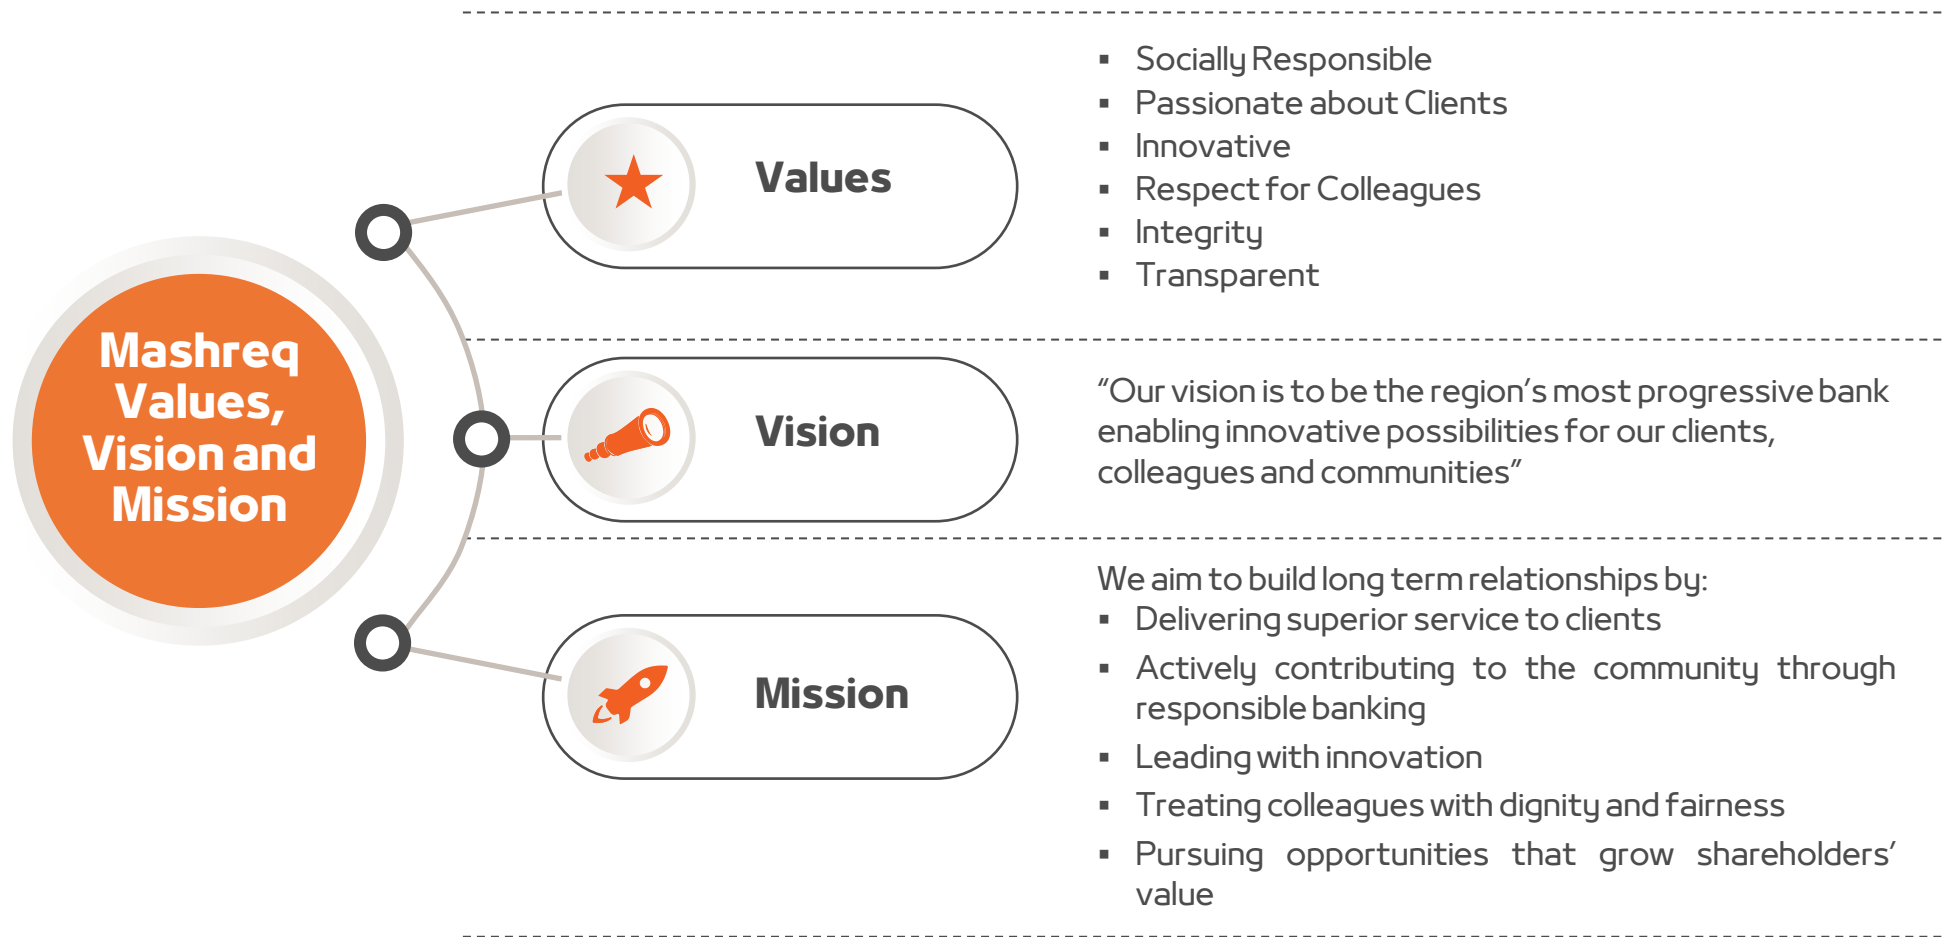 Mashreq
Values,
Vision and
Mission
Values
▪ Socially Responsible
▪ Passionate about Clients
▪ Innovative
▪ Respect for Colleagues
▪ Integrity
▪ Transparent
Vision
“Our vision is to be the region’s most progressive bank
enabling innovative possibilities for our clients,
colleagues and communities”
Mission
We aim to build long term relationships by:
▪ Delivering superior service to clients
▪ Actively contributing to the community through
responsible banking
▪ Leading with innovation
▪ Treating colleagues with dignity and fairness
▪ Pursuing opportunities that grow shareholders’
value